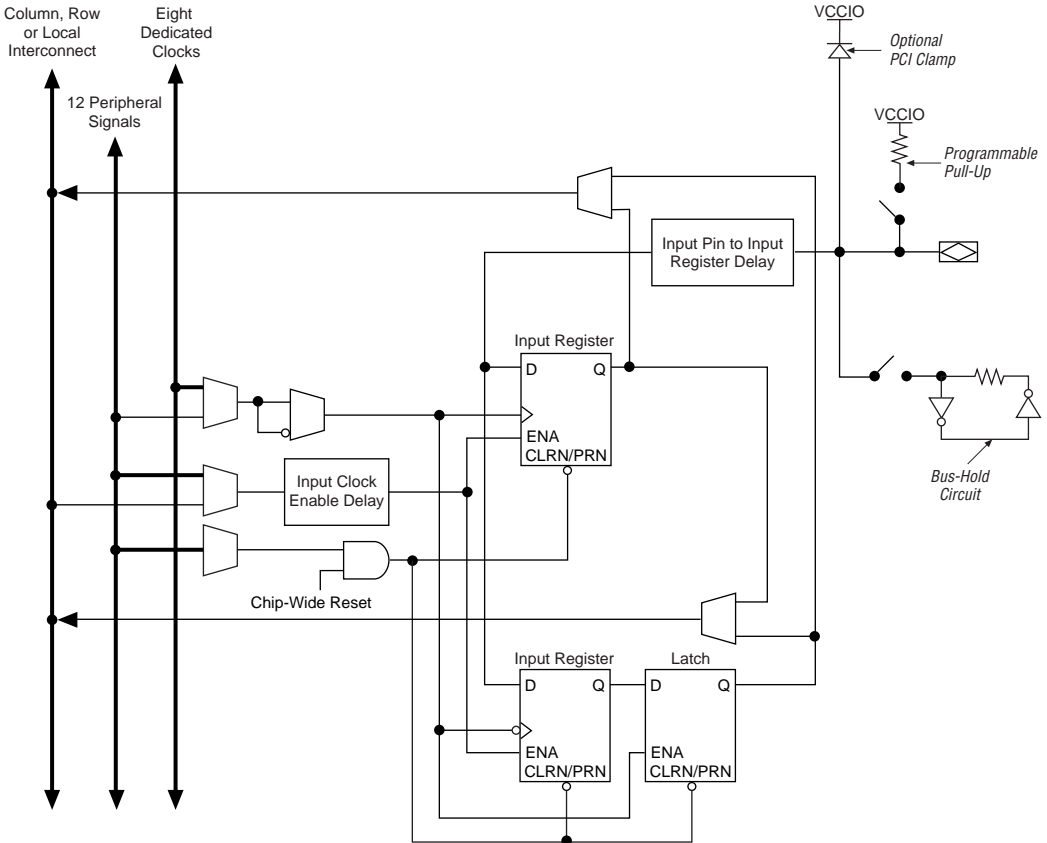 Column, Row
or Local
Interconnect
Eight
Dedicated
Clocks
12 Peripheral
Signals
VCCIO
Optional
PCI Clamp
VCCIO
Programmable
Pull-Up
Input Pin to Input
Register Delay
Input Register
D Q
ENA
CLRN/PRN
Input Clock
Enable Delay
Chip-Wide Reset
Bus-Hold
Circuit
Input Register
D Q
ENA
CLRN/PRN
Latch
D Q
ENA
CLRN/PRN